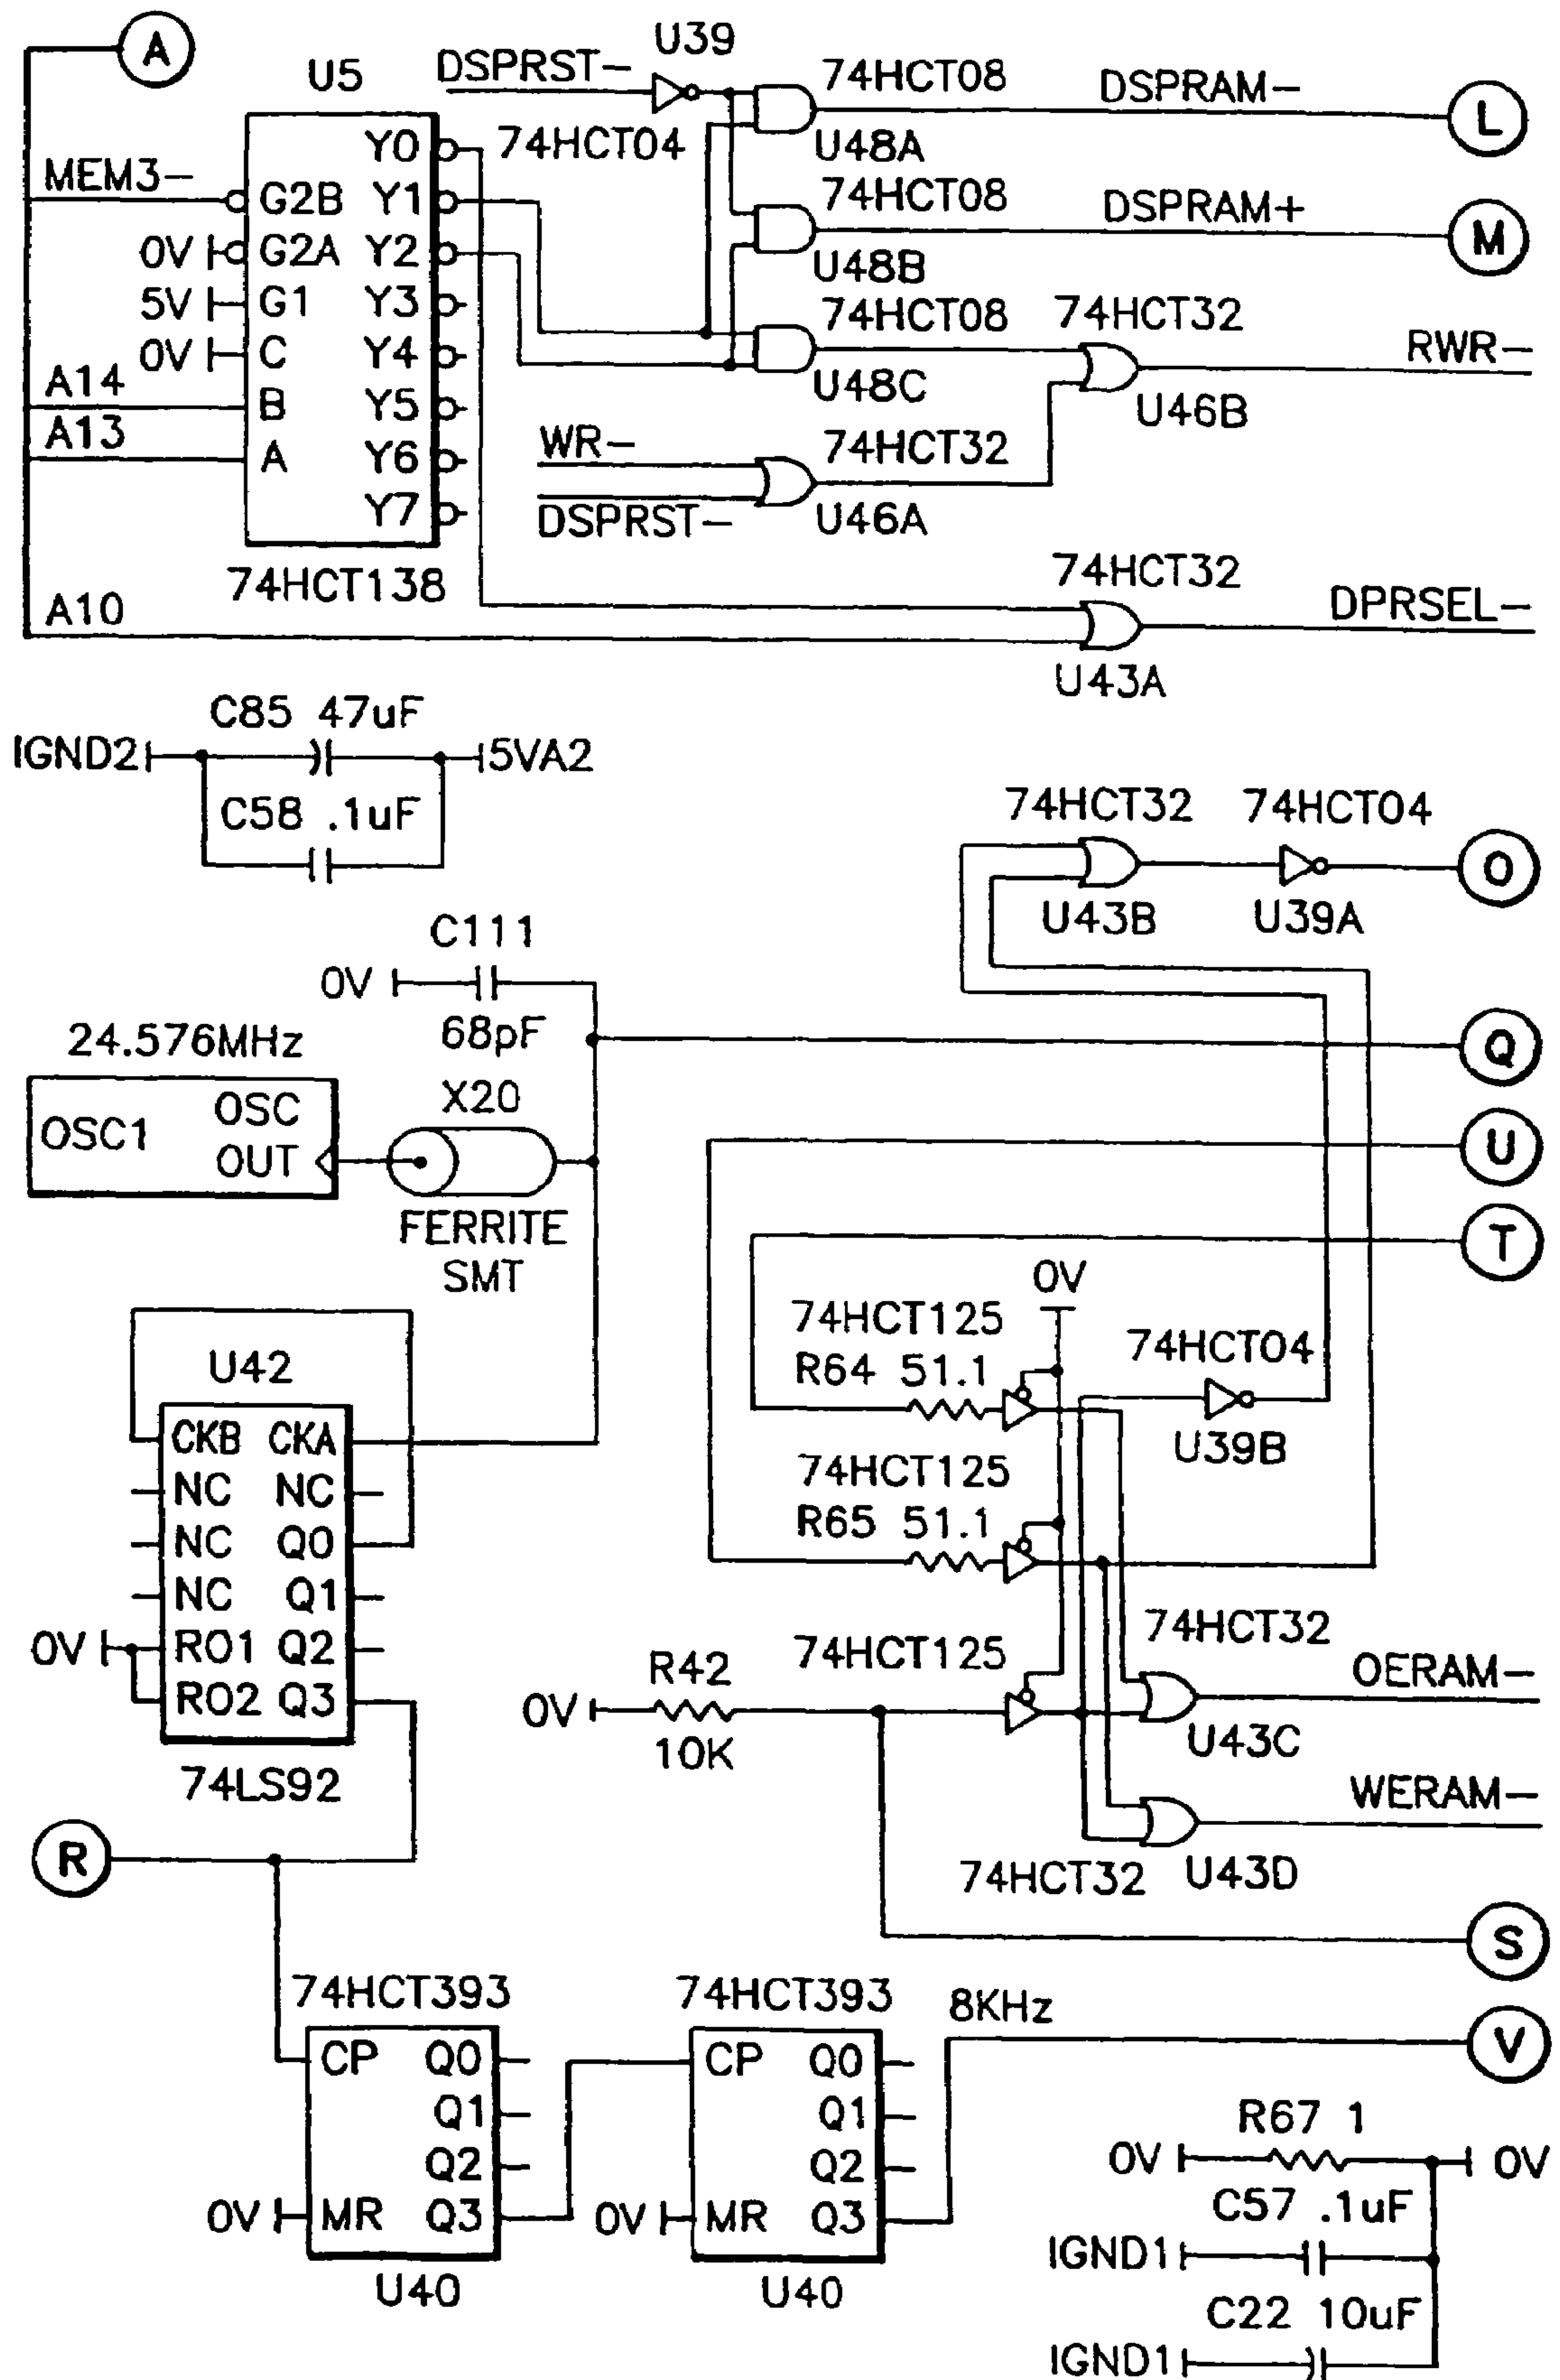 A
U39
DSPRST-
U5
74HCT08
DSPRAM-
L
Y0
74HCT04
U48A
MEM3-
G2B Y1
74HCT08
DSPRAM+
M
0V G2A Y2
U48B
5V G1 Y3
74HCT08
74HCT32
0V C Y4
RWR-
U48C
A14
B Y5
U46B
A13
WR-
74HCT32
A Y6
Y7
DSPRST-
U46A
74HCT138
74HCT32
A10
DPRSEL-
U43A
C85 47uF
IGND2 5VA2
C58 .1uF
74HCT32 74HCT04
O
U43B U39A
C111
0V
68pF
24.576MHz
Q
X20
OSC
OSC1
OUT
U
FERRITE
SMT
T
0V
74HCT125
74HCT04
U42
R64 51.1
CKB CKA
U39B
74HCT125
NC NC
R65 51.1
NC Q0
NC Q1
74HCT32
0V RO1 Q2
74HCT125
R42
OERAM-
RO2 Q3
0V
10K
U43C
74LS92
WERAM-
R
74HCT32 U43D
S
74HCT393 74HCT393
8KHz
V
CP Q0 CP Q0
Q1 Q1
R67 1
Q2 Q2
0V 0V
0V MR Q3 0V MR Q3
C57 .1uF
IGND1
U40 U40
C22 10uF
IGND1